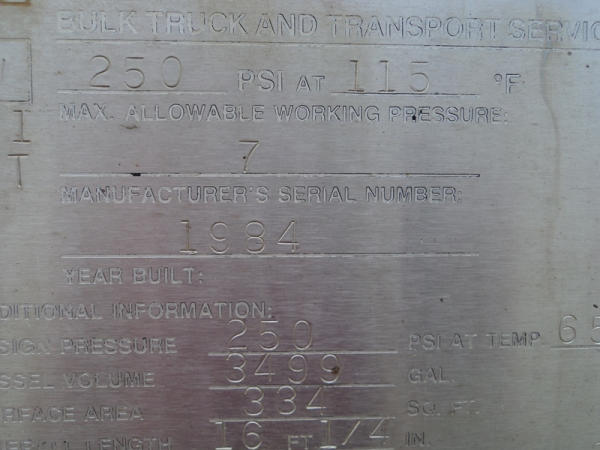 BULK TRUCK AND TRANSPORT SERVIC
250 PSI AT 115 °F
MAX. ALLOWABLE WORKING PRESSURE:
I
7
T
MANUFACTURER'S SERIAL NUMBER:
1984
YEAR BUILT:
DITIONAL INFORMATION:
SIGN PRESSURE 250 PSI AT TEMP 65
SSEL VOLUME 3499 GAL.
RFACE AREA 334 SQ. FT.
LENGTH 16 FT 1/4 IN.